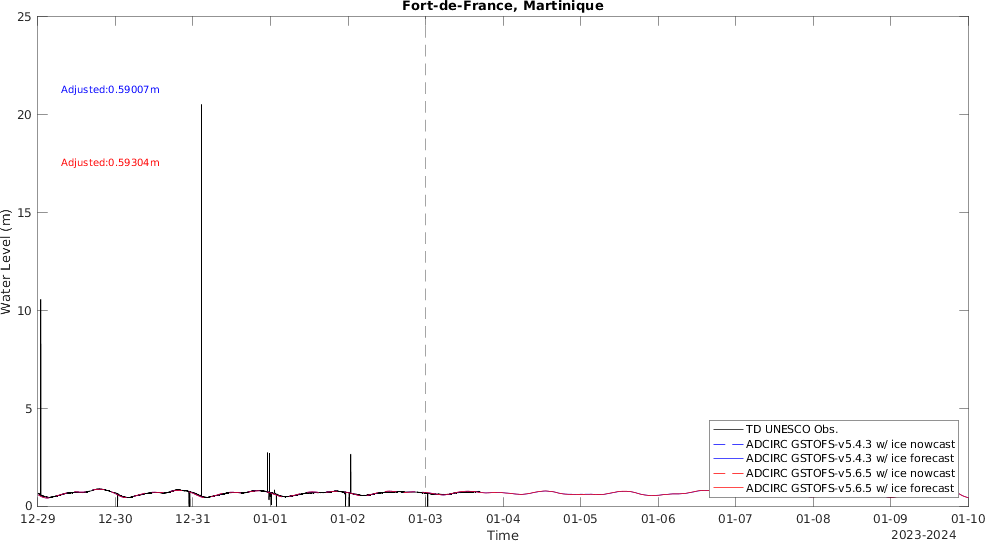 Fort-de-France, Martinique
25
20
15
10
5
0
Water Level (m)
Adjusted:0.59007m
Adjusted:0.59304m
TD UNESCO Obs.
ADCIRC GSTOFS-v5.4.3 w/ ice nowcast
ADCIRC GSTOFS-v5.4.3 w/ ice forecast
ADCIRC GSTOFS-v5.6.5 w/ ice nowcast
ADCIRC GSTOFS-v5.6.5 w/ ice forecast
12-29 12-30 12-31 01-01 01-02 01-03 01-04 01-05 01-06 01-07 01-08 01-09 01-10
Time
2023-2024